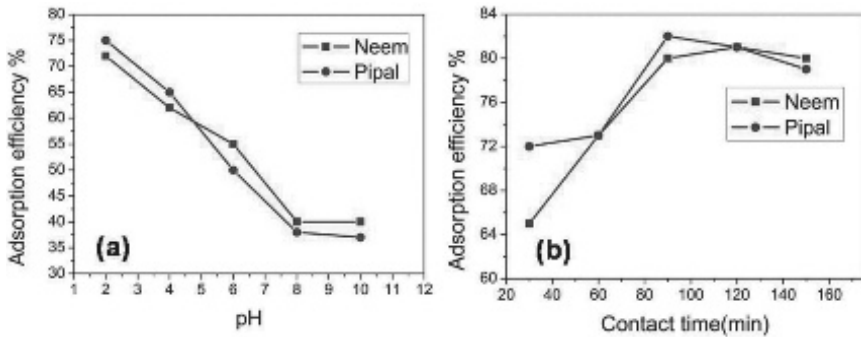 Adsorption efficiency %
80
75
70
65
60
55
50
45
40
35
30
1 2 3 4 5 6 7 8 9 10 11 12
pH
Neem
Pipal
(a)
Adsorption efficiency %
84
80
76
72
68
64
60
20 40 60 80 100 120 140 160
Contact time(min)
Neem
Pipal
(b)